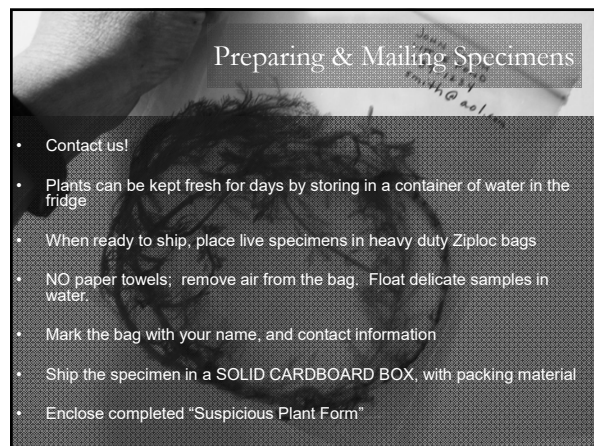 Preparing & Mailing Specimens
smith@aol.com
• Contact us!
• Plants can be kept fresh for days by storing in a container of water in the
fridge
• When ready to ship, place live specimens in heavy duty Ziploc bags
• NO paper towels;  remove air from the bag.  Float delicate samples in
water.
• Mark the bag with your name, and contact information
• Ship the specimen in a SOLID CARDBOARD BOX, with packing material
• Enclose completed “Suspicious Plant Form”